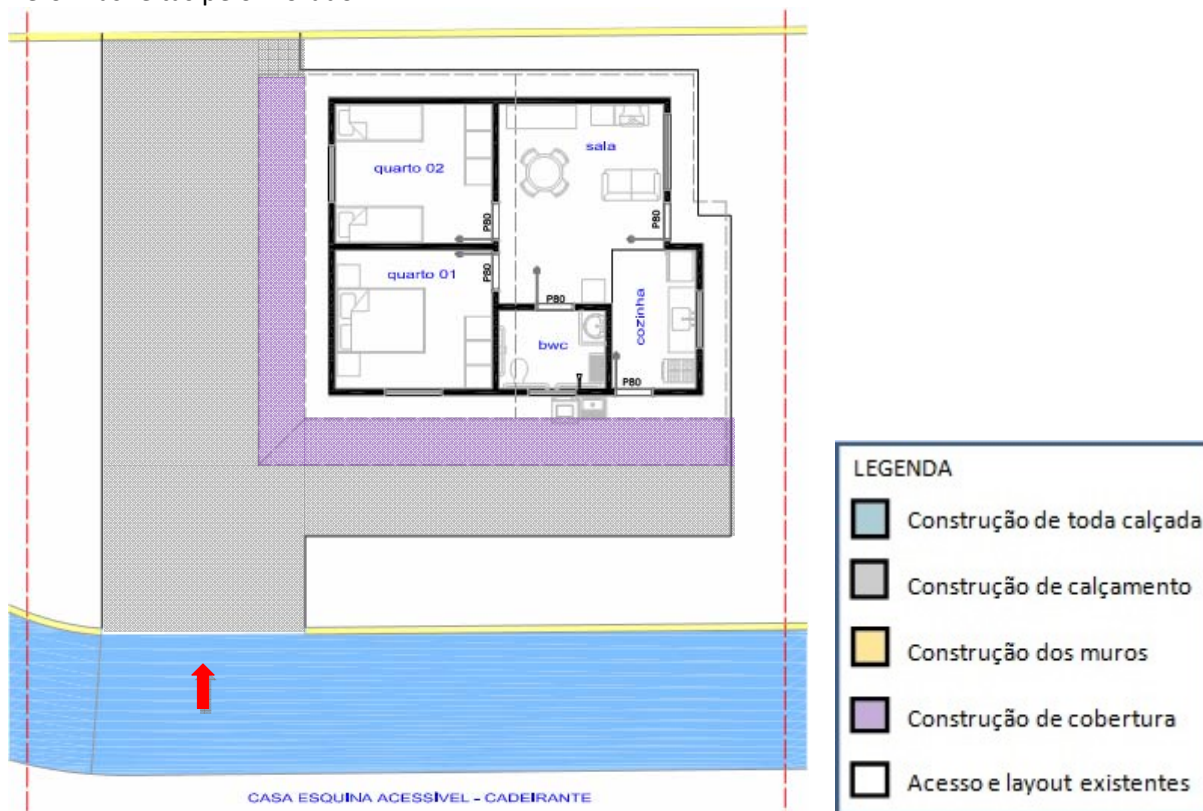 quarto 02
sala
P80
P80
quarto 01
P80
P80
cozinha
bwc
P80
CASA ESQUINA ACESSÍVEL - CADEIRANTE
LEGENDA
Construção de toda calçada
Construção de calçamento
Construção dos muros
Construção de cobertura
Acesso e layout existentes